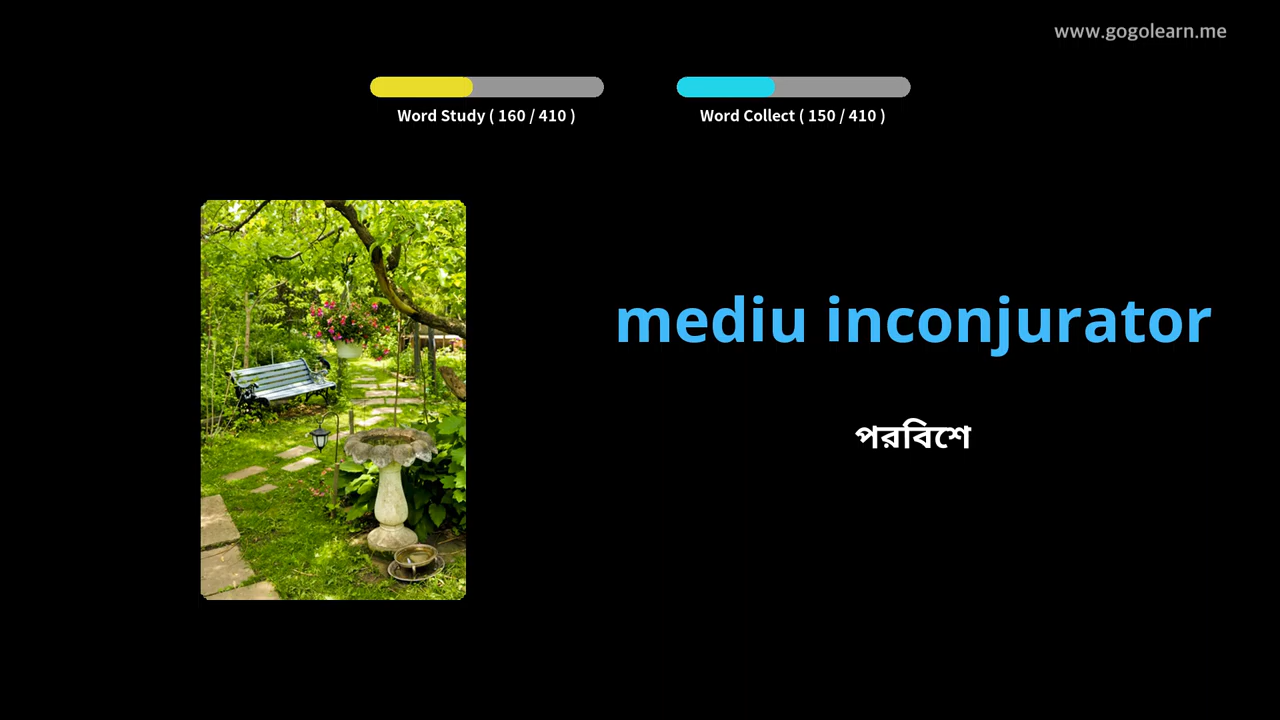 www.gogolearn.me
Word Study ( 160 / 410 )
Word Collect ( 150 / 410 )
mediu inconjurator
পরবিশে